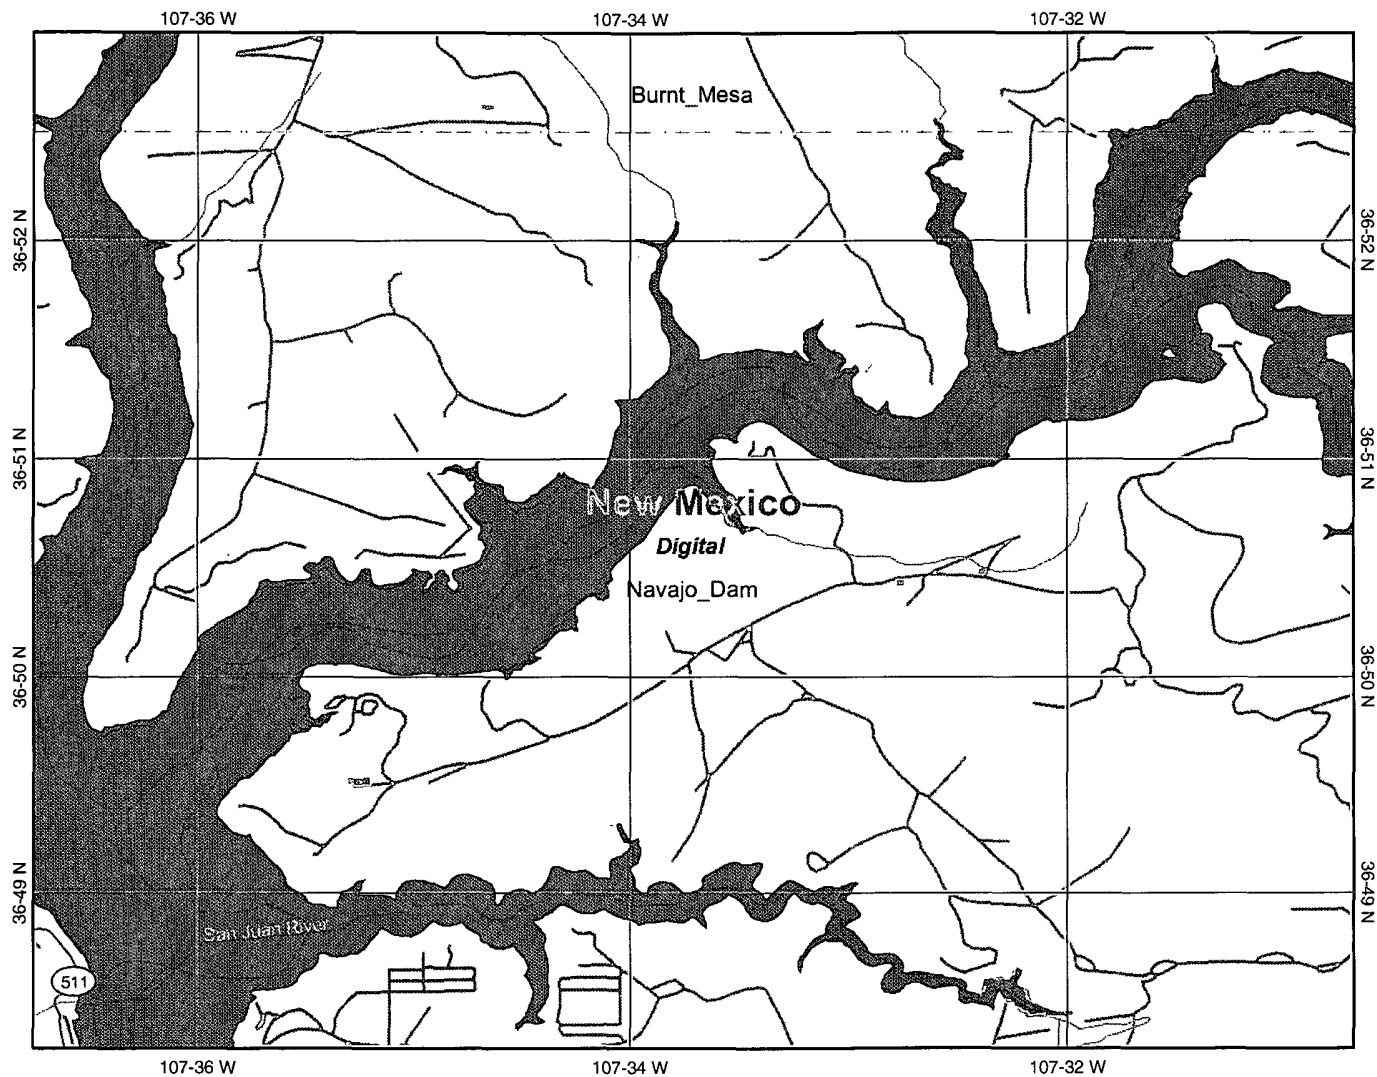 107-36 W
107-34 W
107-32 W
Burnt_Mesa
36-52 N
36-52 N
36-51 N
36-51 N
New Mexico
Digital
Navajo_Dam
36-50 N
36-50 N
36-49 N
36-49 N
San Juan River
511
107-36 W
107-34 W
107-32 W